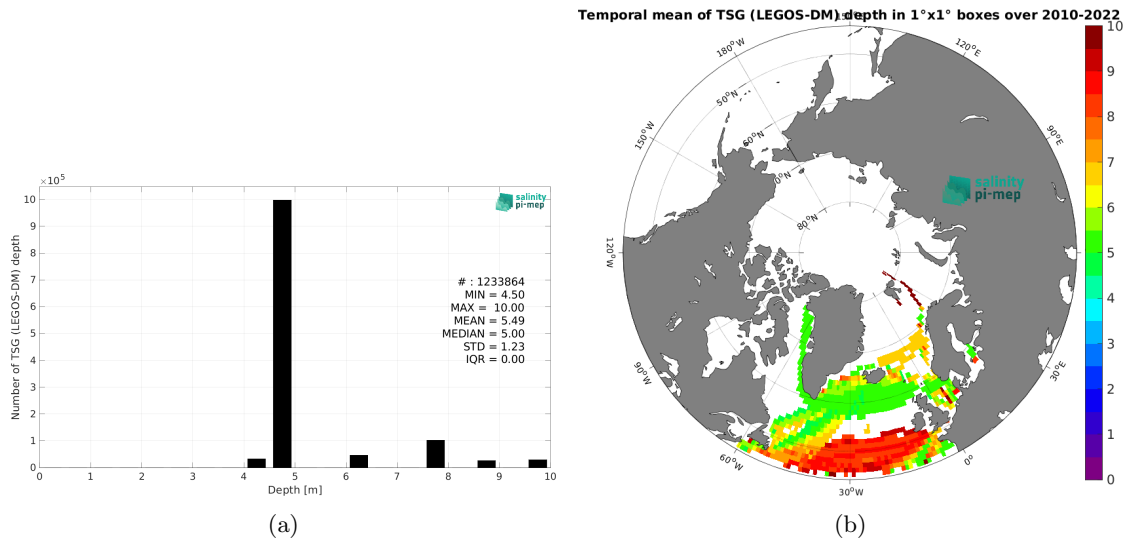 ×10⁵
10
9
8
7
6
5
4
3
2
1
0
Number of TSG (LEGOS-DM) depth
salinity
pi-mep
# : 1233864
MIN = 4.50
MAX = 10.00
MEAN = 5.49
MEDIAN = 5.00
STD = 1.23
IQR = 0.00
0 1 2 3 4 5 6 7 8 9 10
Depth [m]
(a)
Temporal mean of TSG (LEGOS-DM) depth in 1°x1° boxes over 2010-2022
180°W
120°E
150°W
90°E
120°W
90°W
60°W
30°W
0°
30°E
50°N
60°N
80°N
salinity
pi-mep
10
9
8
7
6
5
4
3
2
1
0
(b)